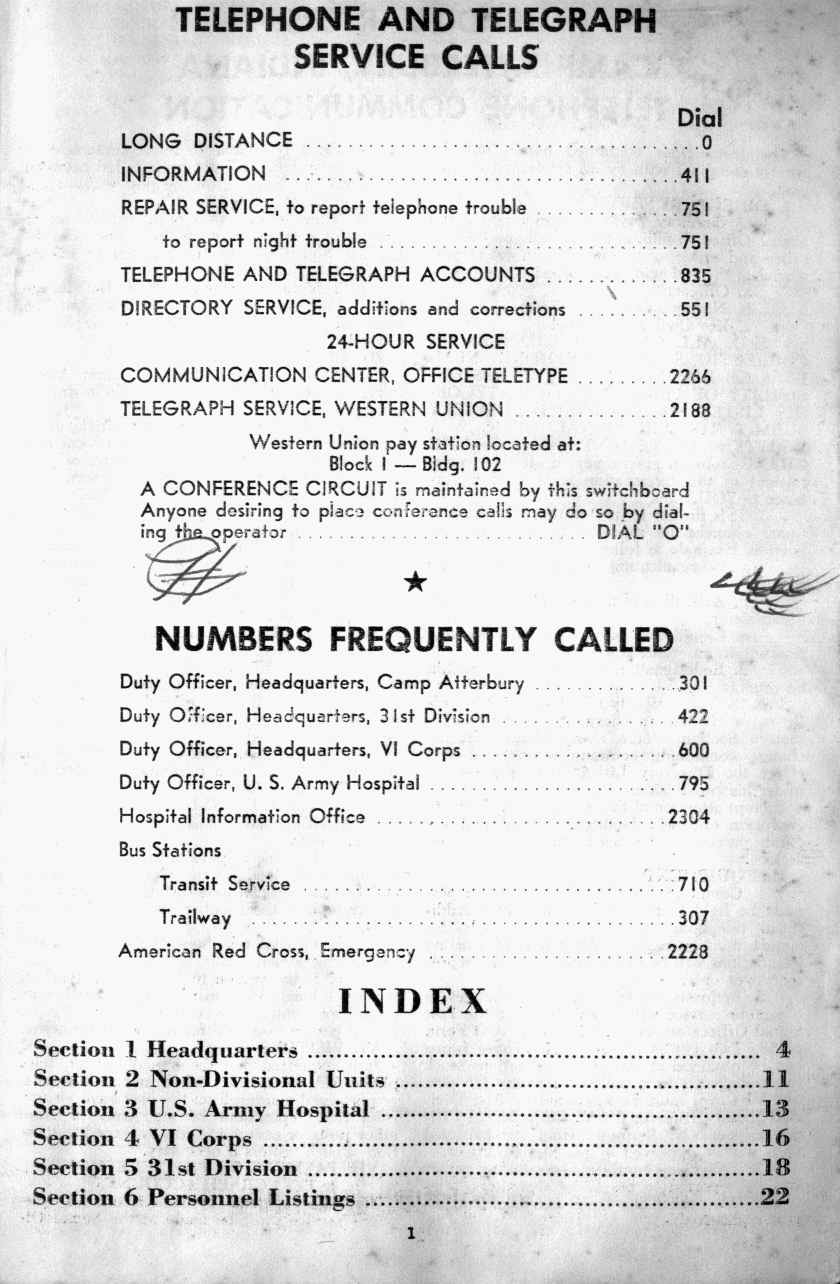 TELEPHONE AND TELEGRAPH
SERVICE CALLS
Dial
LONG DISTANCE ........................................0
INFORMATION ........................................411
REPAIR SERVICE, to report telephone trouble ..............751
to report night trouble ..............................751
TELEPHONE AND TELEGRAPH ACCOUNTS .............835
DIRECTORY SERVICE, additions and corrections ..........551
24-HOUR SERVICE
COMMUNICATION CENTER, OFFICE TELETYPE .........2266
TELEGRAPH SERVICE, WESTERN UNION ...............2188
Western Union pay station located at:
Block 1 — Bldg. 102
A CONFERENCE CIRCUIT is maintained by this switchboard
Anyone desiring to place conference calls may do so by dial-
ing the operator ............................ DIAL "O"
★
NUMBERS FREQUENTLY CALLED
Duty Officer, Headquarters, Camp Atterbury ..............301
Duty Officer, Headquarters, 31st Division .................422
Duty Officer, Headquarters, VI Corps ....................600
Duty Officer, U. S. Army Hospital ........................795
Hospital Information Office ............................2304
Bus Stations
Transit Service ....................................710
Trailway .........................................307
American Red Cross, Emergency .......................2228
INDEX
Section 1 Headquarters ............................................................... 4
Section 2 Non-Divisional Units ...................................................11
Section 3 U.S. Army Hospital .....................................................13
Section 4 VI Corps .....................................................................16
Section 5 31st Division ...............................................................18
Section 6 Personnel Listings .......................................................22
1